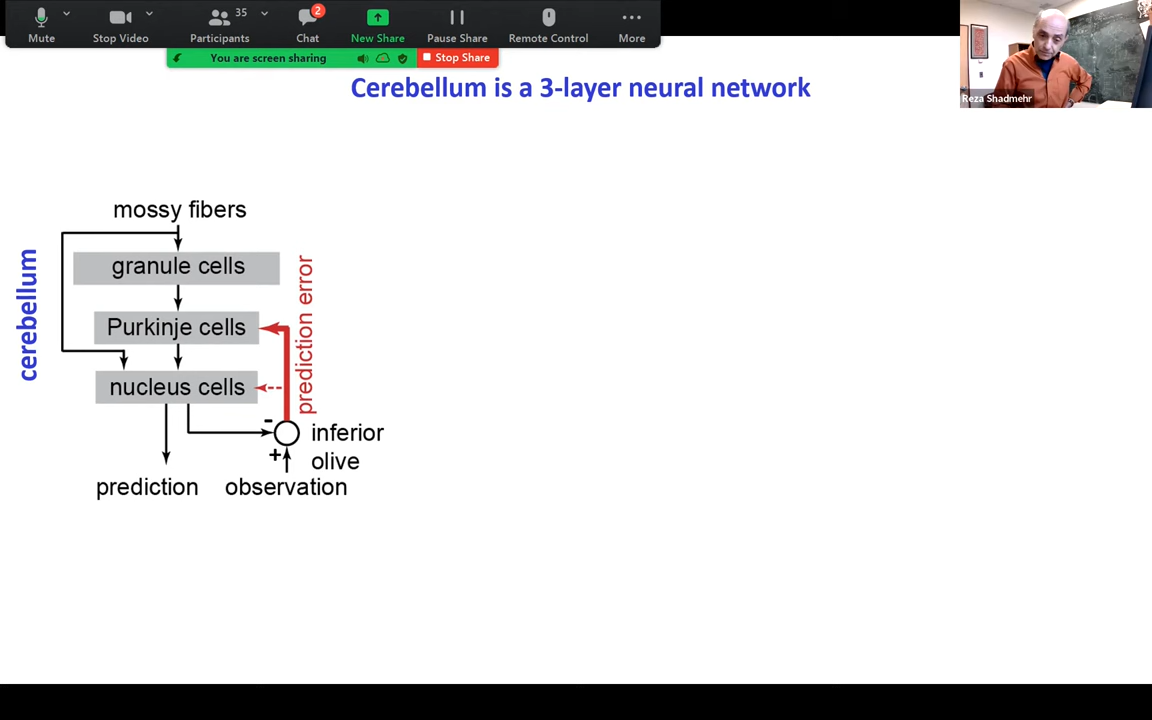 35
2
Mute
Stop Video
Participants
Chat
New Share
Pause Share
Remote Control
More
You are screen sharing
Stop Share
Reza Shadmehr
Cerebellum is a 3-layer neural network
cerebellum
mossy fibers
granule cells
Purkinje cells
nucleus cells
prediction error
-
+
inferior
olive
prediction
observation